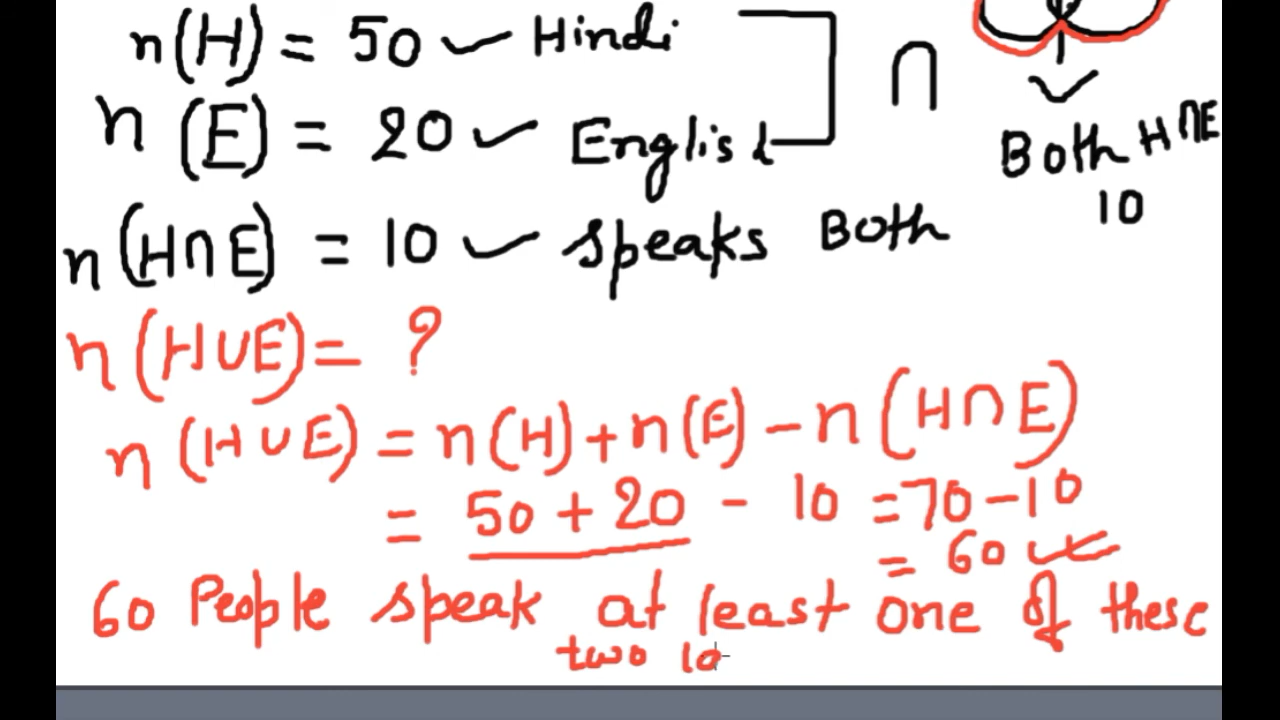 n(H) = 50 ✓ Hindi
n (E) = 20 ✓ English
∩
n(H∩E) = 10 ✓ speaks Both
Both H∩E
10
n(H∪E) = ?
n(H∪E) = n(H) + n(E) - n(H∩E)
= 50 + 20 - 10 = 70 - 10
= 60 ✓
60 People speak at least one of these
two la